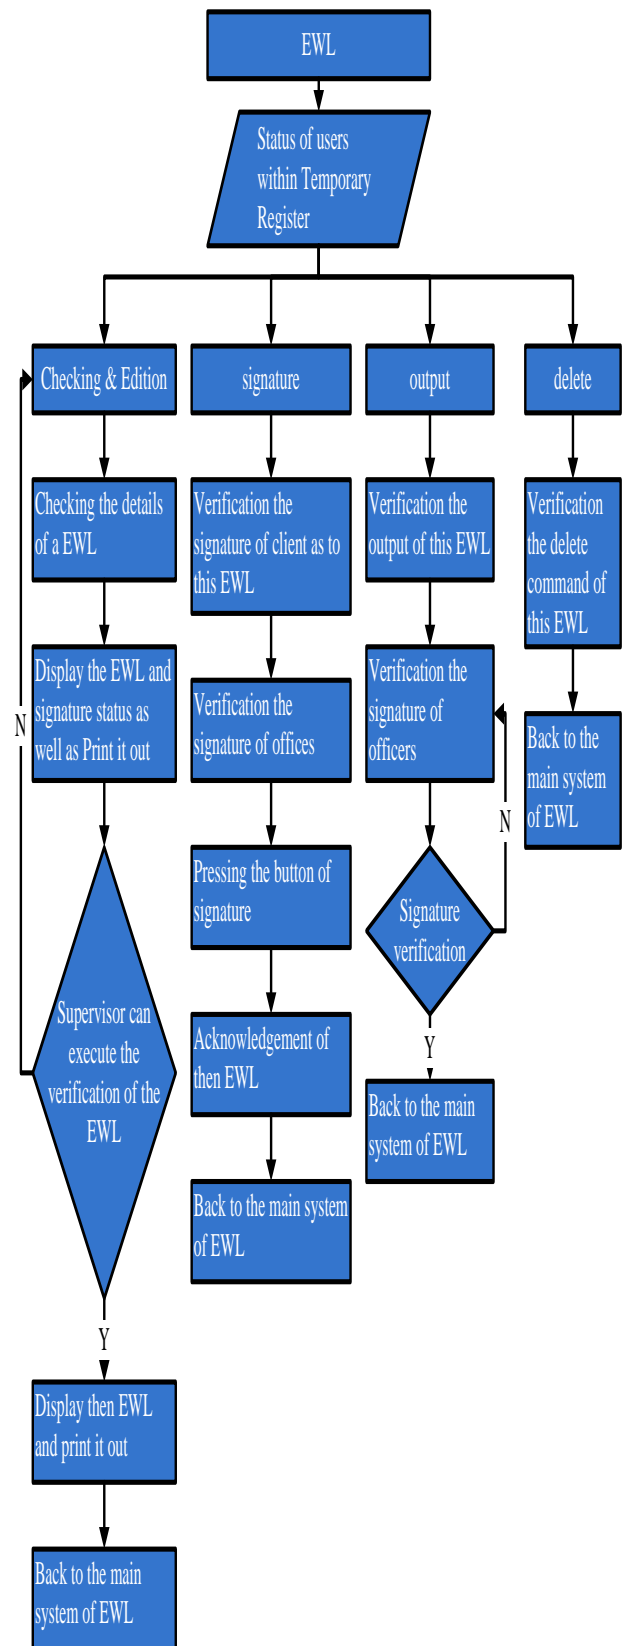 EWL
Status of users
within Temporary
Register
Checking & Edition
signature
output
delete
Checking the details
of a EWL
Verification the
signature of client as to
this EWL
Verification the
output of this EWL
Verification
the delete
command of
this EWL
Display the EWL and
signature status as
well as Print it out
Verification the
signature of offices
Verification the
signature of
officers
Back to the
main system
of EWL
N
N
Pressing the button of
signature
Signature
verification
Supervisor can
execute the
verification of the
EWL
Acknowledgement of
then EWL
Y
Back to the main
system of EWL
Back to the main system
of EWL
Y
Display then EWL
and print it out
Back to the main
system of EWL